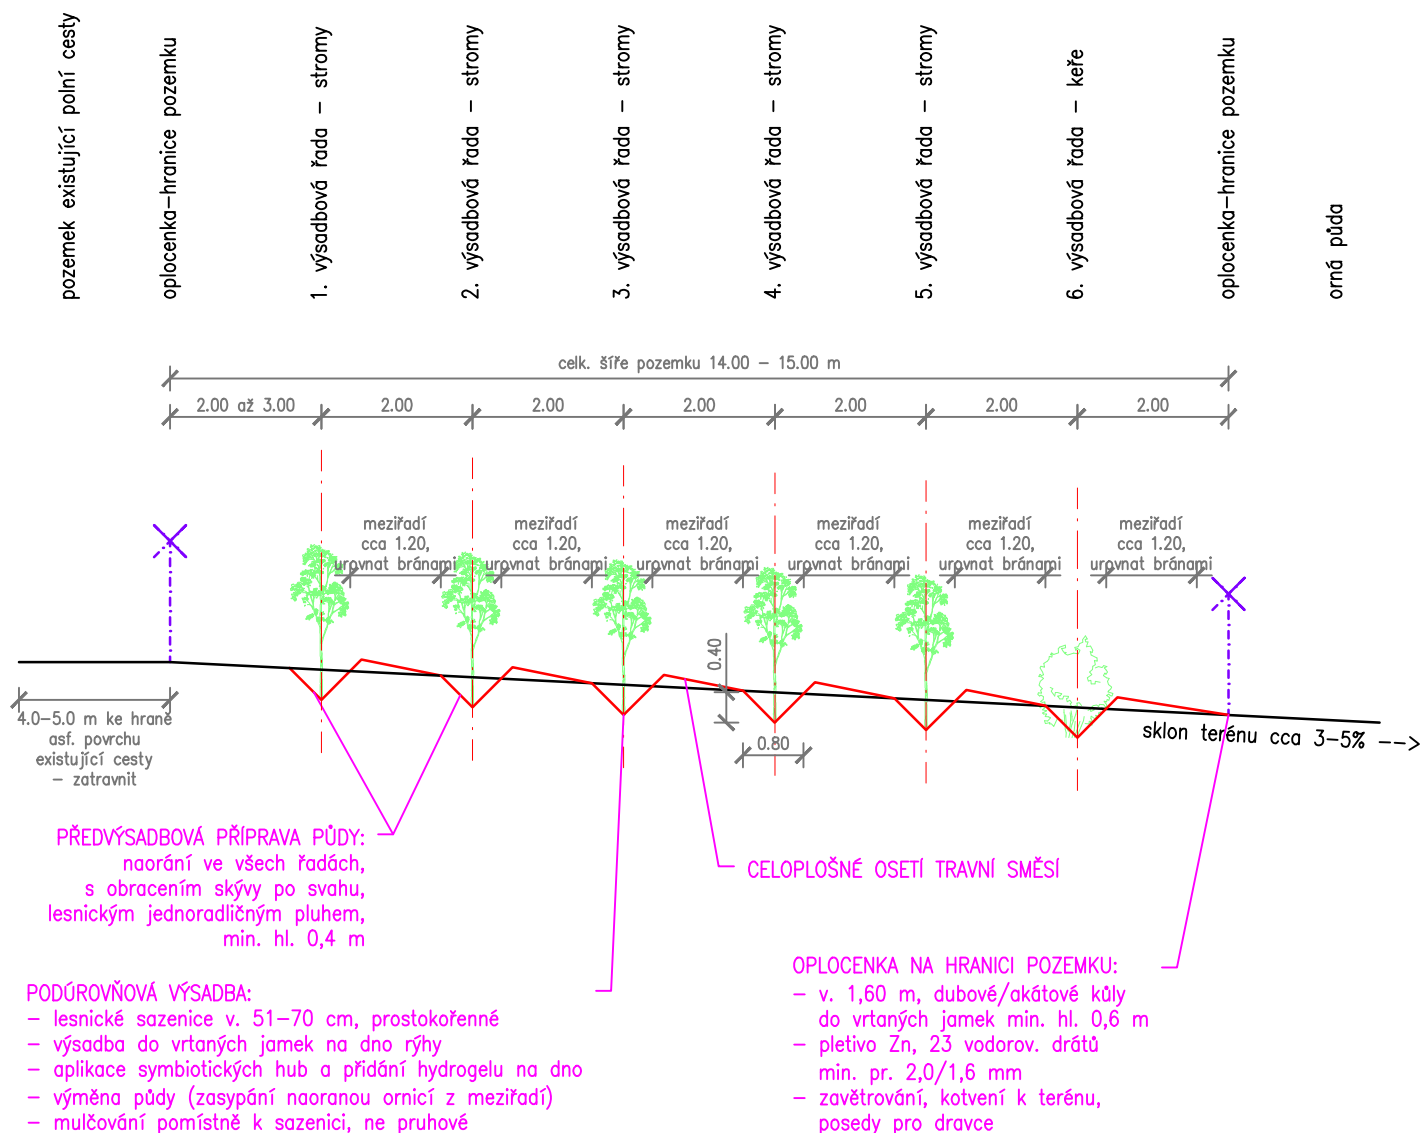 pozemek existující polní cesty
oplocenka-hranice pozemku
1. výsadbová řada - stromy
2. výsadbová řada - stromy
3. výsadbová řada - stromy
4. výsadbová řada - stromy
5. výsadbová řada - stromy
6. výsadbová řada - keře
oplocenka-hranice pozemku
orná půda
celk. šíře pozemku 14.00 - 15.00 m
2.00 až 3.00
2.00
2.00
2.00
2.00
2.00
2.00
meziřadí
cca 1.20,
urovnat bránami
meziřadí
cca 1.20,
urovnat bránami
meziřadí
cca 1.20,
urovnat bránami
meziřadí
cca 1.20,
urovnat bránami
meziřadí
cca 1.20,
urovnat bránami
meziřadí
cca 1.20,
urovnat bránami
0.40
0.80
4.0-5.0 m ke hraně
asf. povrchu
existující cesty
- zatravnit
sklon terénu cca 3-5% -->
PŘEDVÝSADBOVÁ PŘÍPRAVA PŮDY:
naorání ve všech řadách,
s obracením skývy po svahu,
lesnickým jednoradličným pluhem,
min. hl. 0,4 m
CELOPLOŠNÉ OSETÍ TRAVNÍ SMĚSÍ
PODÚROVŇOVÁ VÝSADBA:
- lesnické sazenice v. 51-70 cm, prostokořenné
- výsadba do vrtaných jamek na dno rýhy
- aplikace symbiotických hub a přidání hydrogelu na dno
- výměna půdy (zasypání naoranou ornicí z meziřadí)
- mulčování pomístně k sazenici, ne pruhové
OPLOCENKA NA HRANICI POZEMKU:
- v. 1,60 m, dubové/akátové kůly
do vrtaných jamek min. hl. 0,6 m
- pletivo Zn, 23 vodorov. drátů
min. pr. 2,0/1,6 mm
- zavětrování, kotvení k terénu,
posedy pro dravce